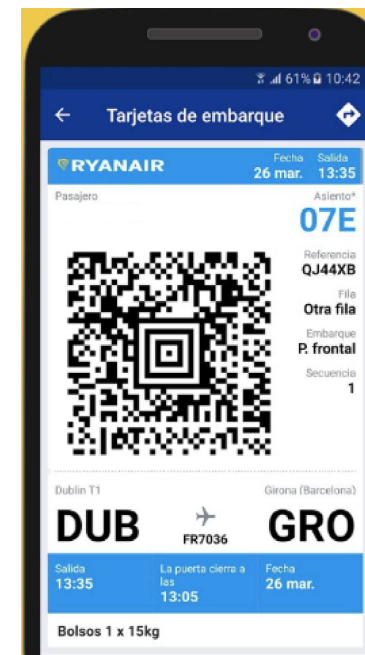 61% 10:42
Tarjetas de embarque
RYANAIR
Fecha Salida
26 mar. 13:35
Pasajero
Asiento*
07E
Referencia
QJ44XB
Fila
Otra fila
Embarque
P. frontal
Secuencia
1
Dublin T1 Girona (Barcelona)
DUB GRO
FR7036
Salida
13:35
La puerta cierra a
las
13:05
Fecha
26 mar.
Bolsos 1 x 15kg